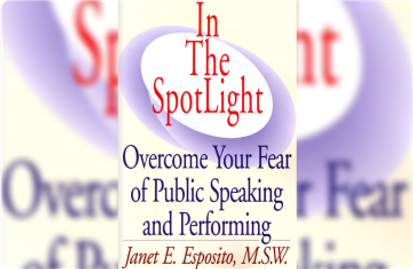 In
The
SpotLight
Overcome Your Fear
of Public Speaking
and Performing
Janet E. Esposito, M.S.W.